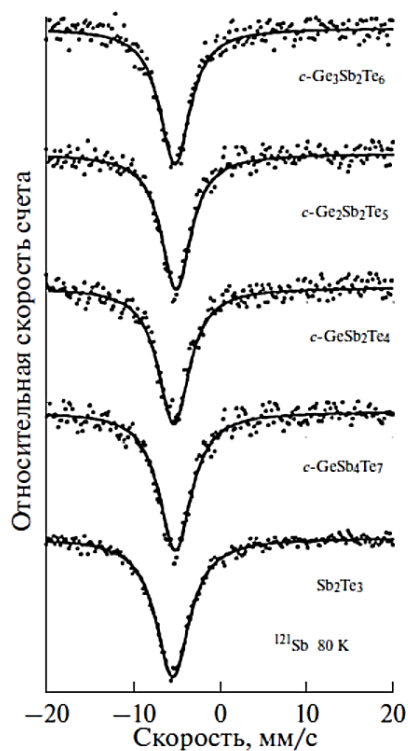 c-Ge3Sb2Te6
c-Ge2Sb2Te5
c-GeSb2Te4
c-GeSb4Te7
Sb2Te3
121Sb 80 K
Относительная скорость счета
−20 −10 0 10 20
Скорость, мм/с